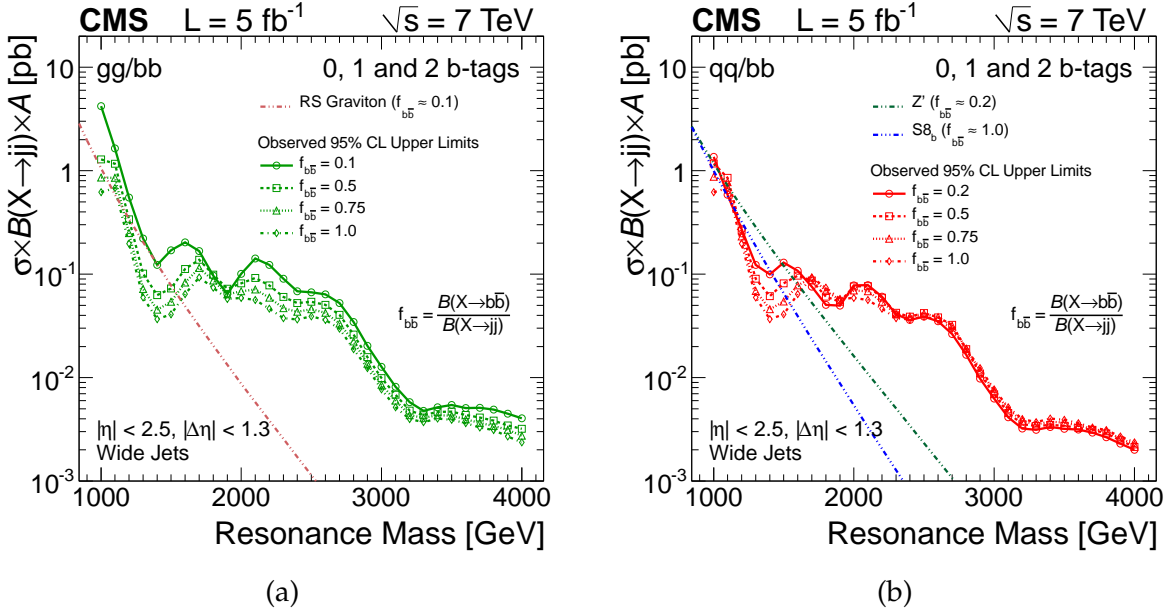 CMS L = 5 fb⁻¹ √s = 7 TeV
gg/bb 0, 1 and 2 b-tags
RS Graviton (f_bb̅ ≈ 0.1)
Observed 95% CL Upper Limits
f_bb̅ = 0.1
f_bb̅ = 0.5
f_bb̅ = 0.75
f_bb̅ = 1.0
f_bb̅ = B(X→bb̅)/B(X→jj)
|η| < 2.5, |Δη| < 1.3
Wide Jets
σ×B(X→jj)×A [pb]
10
1
10⁻¹
10⁻²
10⁻³
1000 2000 3000 4000
Resonance Mass [GeV]
(a)
CMS L = 5 fb⁻¹ √s = 7 TeV
qq/bb 0, 1 and 2 b-tags
Z' (f_bb̅ ≈ 0.2)
S8_b (f_bb̅ ≈ 1.0)
Observed 95% CL Upper Limits
f_bb̅ = 0.2
f_bb̅ = 0.5
f_bb̅ = 0.75
f_bb̅ = 1.0
f_bb̅ = B(X→bb̅)/B(X→jj)
|η| < 2.5, |Δη| < 1.3
Wide Jets
σ×B(X→jj)×A [pb]
10
1
10⁻¹
10⁻²
10⁻³
1000 2000 3000 4000
Resonance Mass [GeV]
(b)